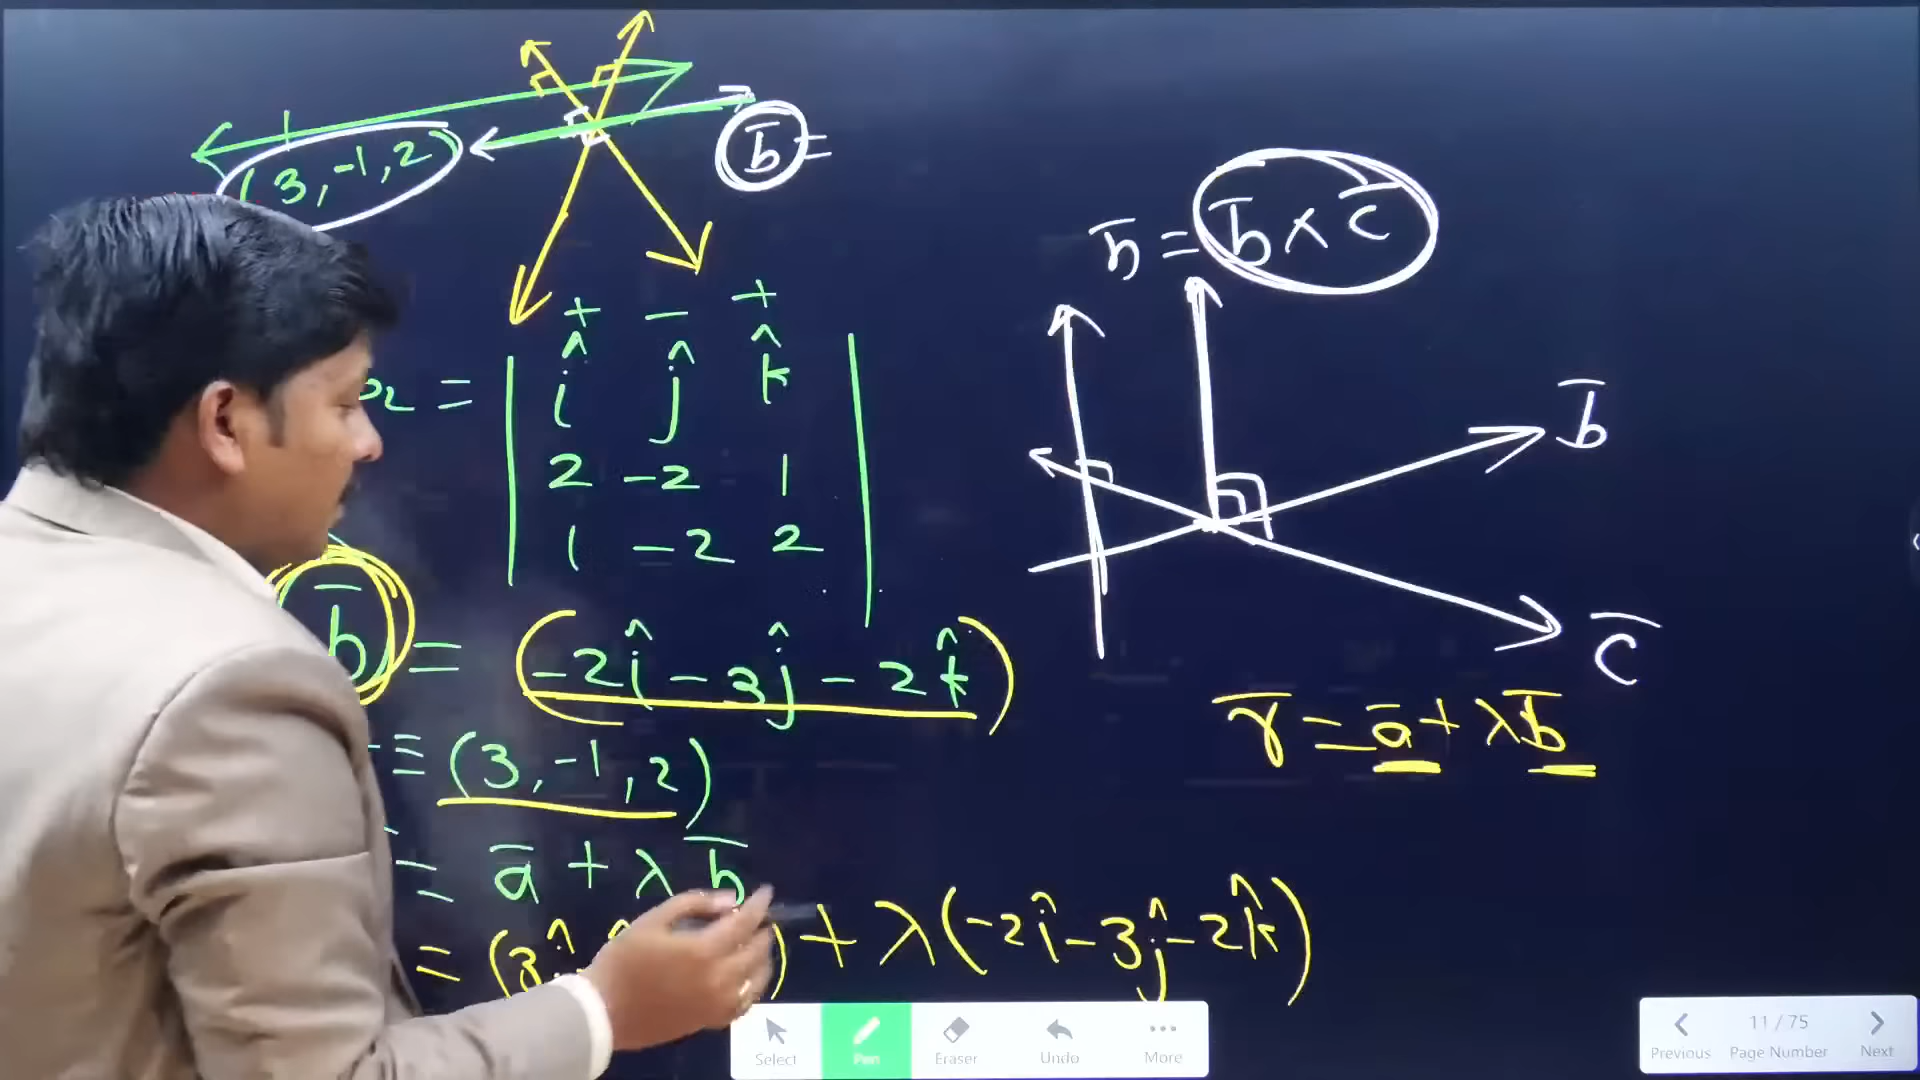 (3,-1,2)
b̄ =
n̄ = b̄ × c̄
+ - +
= | î ĵ k̂ |
2 -2 1
1 -2 2
b̄
c̄
b̄ = (-2î - 3ĵ - 2k̂)
r̄ = ā + λb̄
≡ (3,-1,2)
= ā + λ b̄
= (3î ) + λ(-2î - 3ĵ - 2k̂)
Select Pen Eraser Undo More
11 / 75
Previous Page Number Next